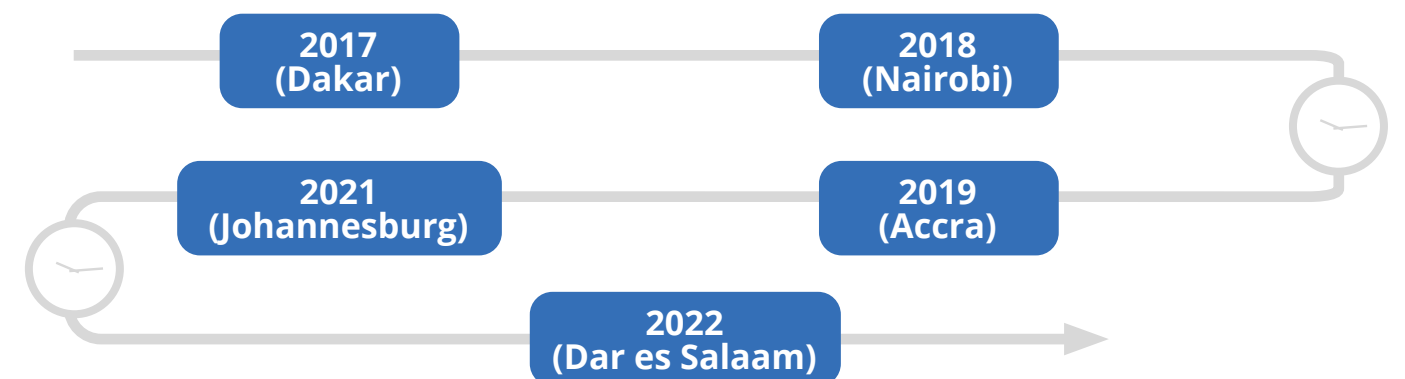 2017
(Dakar)
2018
(Nairobi)
2019
(Accra)
2021
(Johannesburg)
2022
(Dar es Salaam)